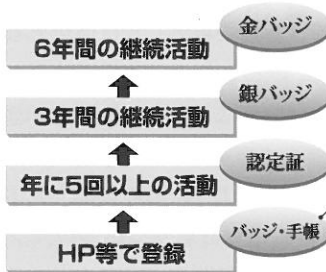 金バッジ
6年間の継続活動
銀バッジ
3年間の継続活動
認定証
年に5回以上の活動
バッジ・手帳
HP等で登録